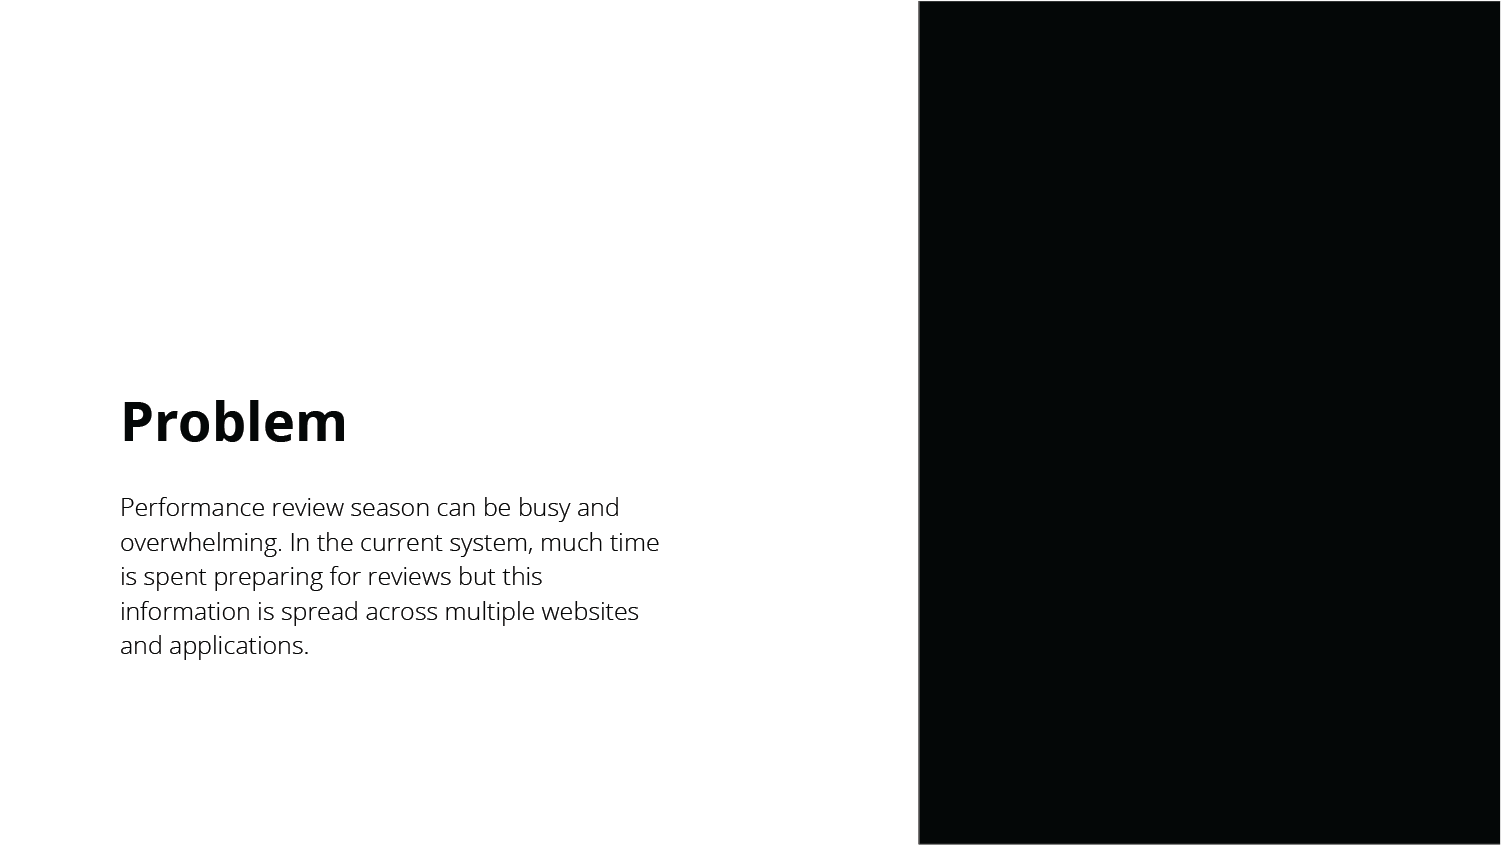 Problem
Performance review season can be busy and
overwhelming. In the current system, much time
is spent preparing for reviews but this
information is spread across multiple websites
and applications.